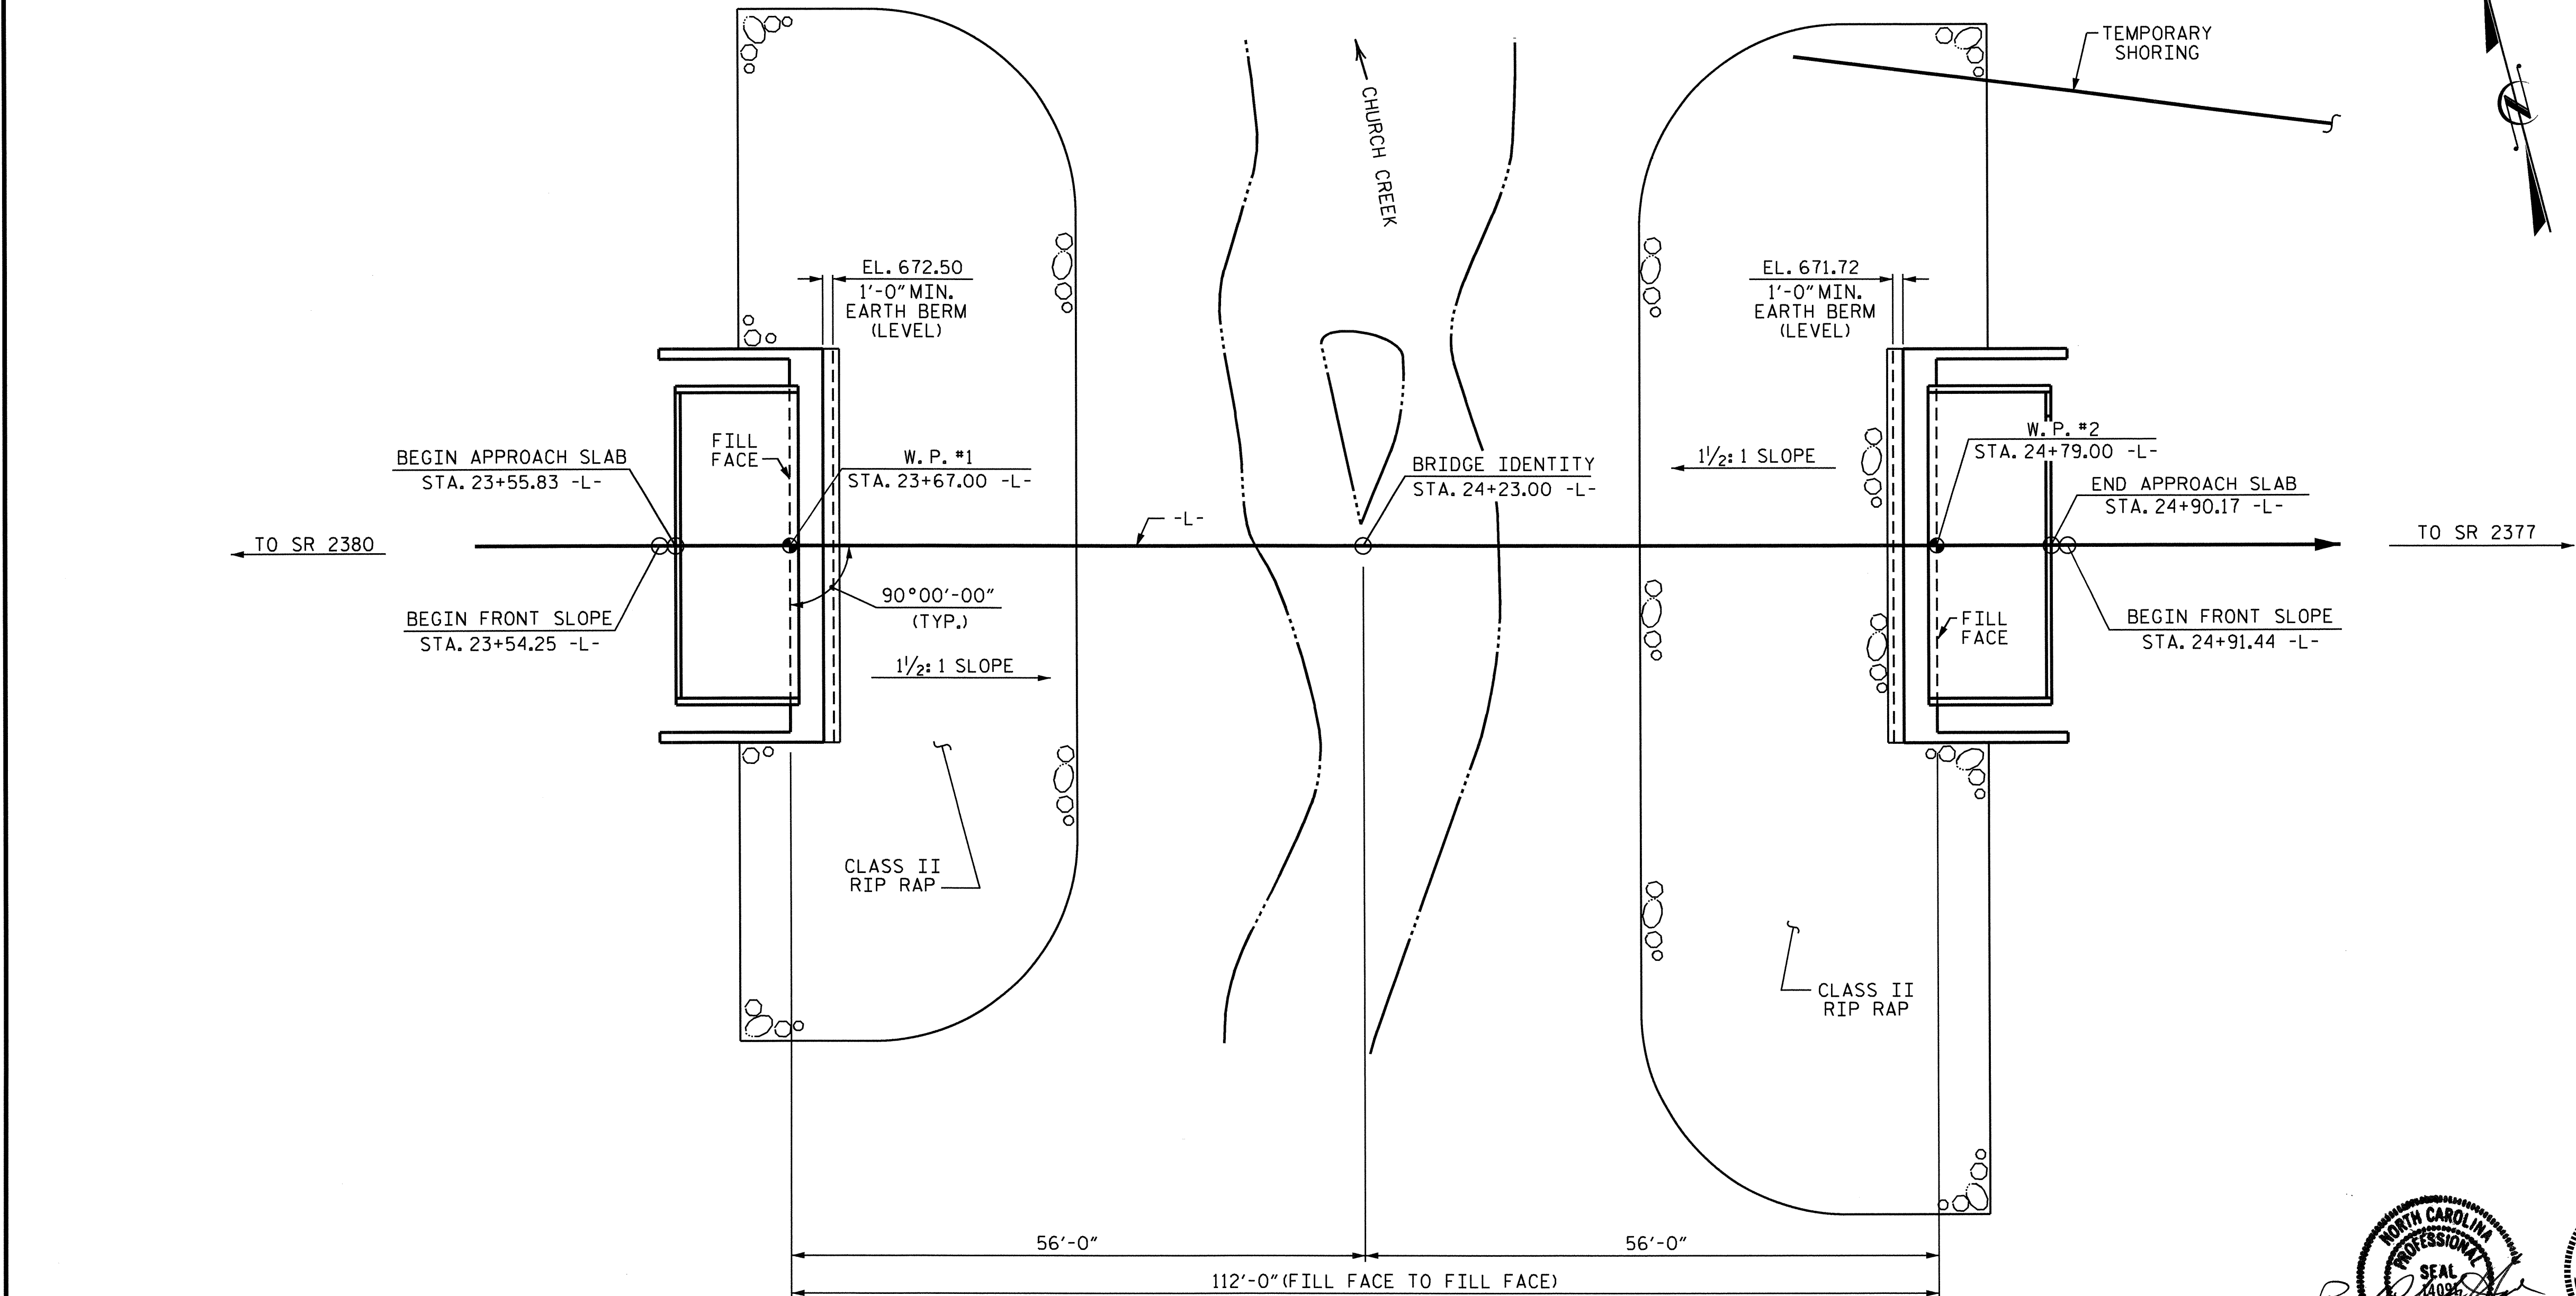 TEMPORARY
SHORING
N
CHURCH CREEK
EL. 672.50
1'-0" MIN.
EARTH BERM
(LEVEL)
EL. 671.72
1'-0" MIN.
EARTH BERM
(LEVEL)
FILL
FACE
W. P. #1
STA. 23+67.00 -L-
BEGIN APPROACH SLAB
STA. 23+55.83 -L-
BRIDGE IDENTITY
STA. 24+23.00 -L-
1 1/2: 1 SLOPE
W. P. #2
STA. 24+79.00 -L-
END APPROACH SLAB
STA. 24+90.17 -L-
-L-
TO SR 2380
TO SR 2377
90°00'-00"
(TYP.)
BEGIN FRONT SLOPE
STA. 23+54.25 -L-
FILL
FACE
BEGIN FRONT SLOPE
STA. 24+91.44 -L-
1 1/2: 1 SLOPE
CLASS II
RIP RAP
CLASS II
RIP RAP
56'-0"
56'-0"
112'-0" (FILL FACE TO FILL FACE)
NORTH CAROLINA
PROFESSIONAL
SEAL